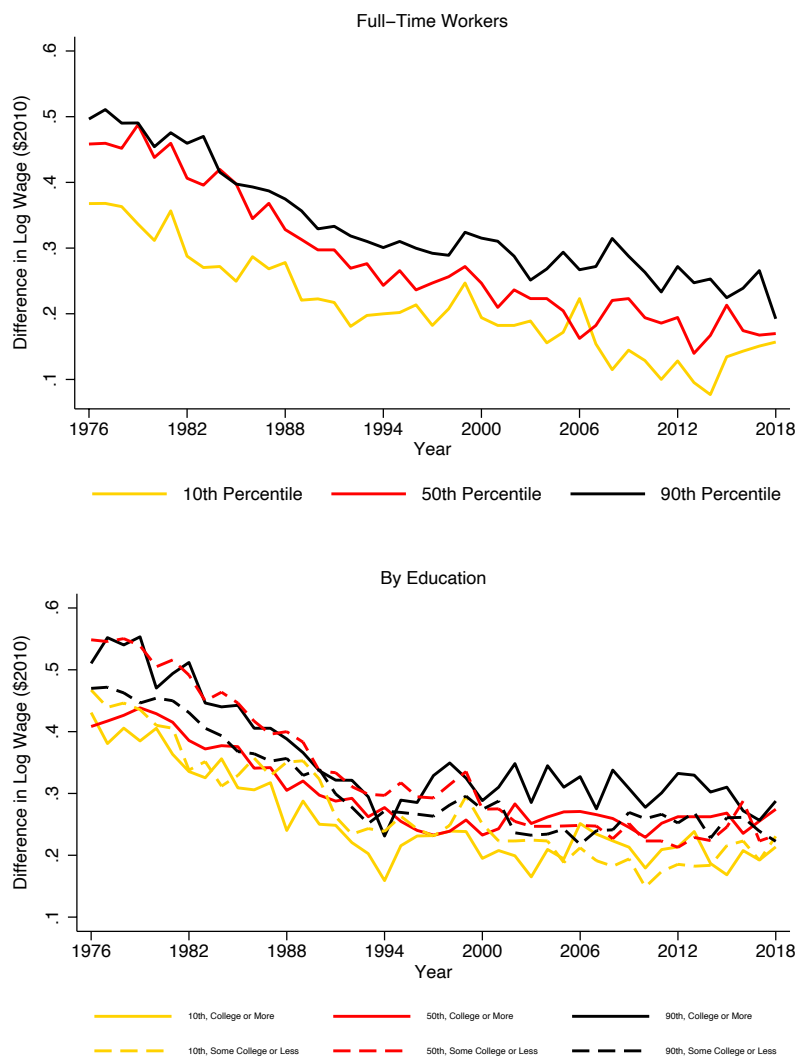 Full−Time Workers
.6
.5
.4
.3
.2
.1
Difference in Log Wage ($2010)
1976 1982 1988 1994 2000 2006 2012 2018
Year
10th Percentile 50th Percentile 90th Percentile
By Education
.6
.5
.4
.3
.2
.1
Difference in Log Wage ($2010)
1976 1982 1988 1994 2000 2006 2012 2018
Year
10th, College or More 50th, College or More 90th, College or More
10th, Some College or Less 50th, Some College or Less 90th, Some College or Less